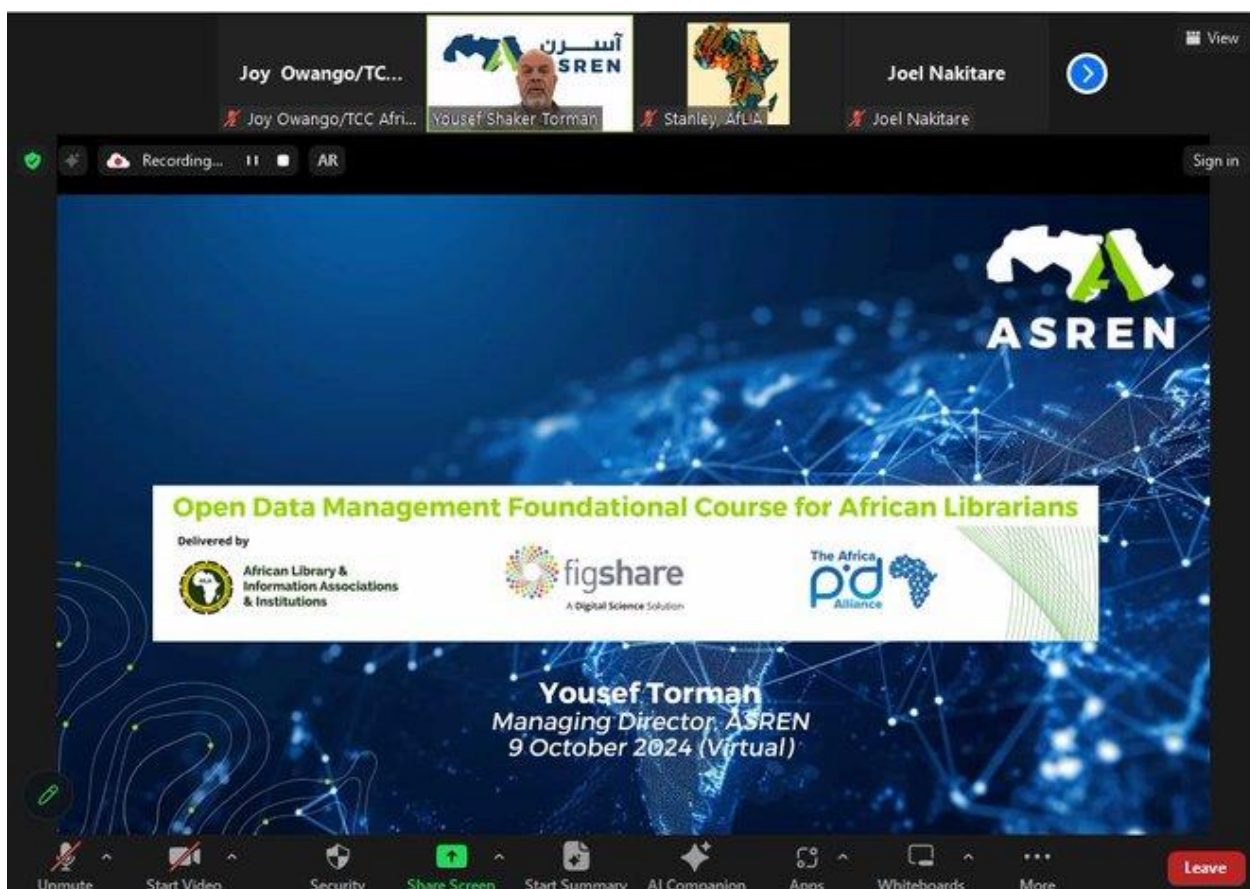 View
Joy Owango/TC...
آســرن
ASREN
Joel Nakitare
Joy Owango/TCC Afri...
Yousef Shaker Torman
Stanley, AfLIA
Joel Nakitare
Recording...
AR
Sign in
ASREN
Open Data Management Foundational Course for African Librarians
Delivered by
African Library &
Information Associations
& Institutions
figshare
A Digital Science Solution
The Africa
pid
Alliance
Yousef Torman
Managing Director, ASREN
9 October 2024 (Virtual)
Unmute
Start Video
Security
Share Screen
Start Summary
AI Companion
Apps
Whiteboards
More
Leave